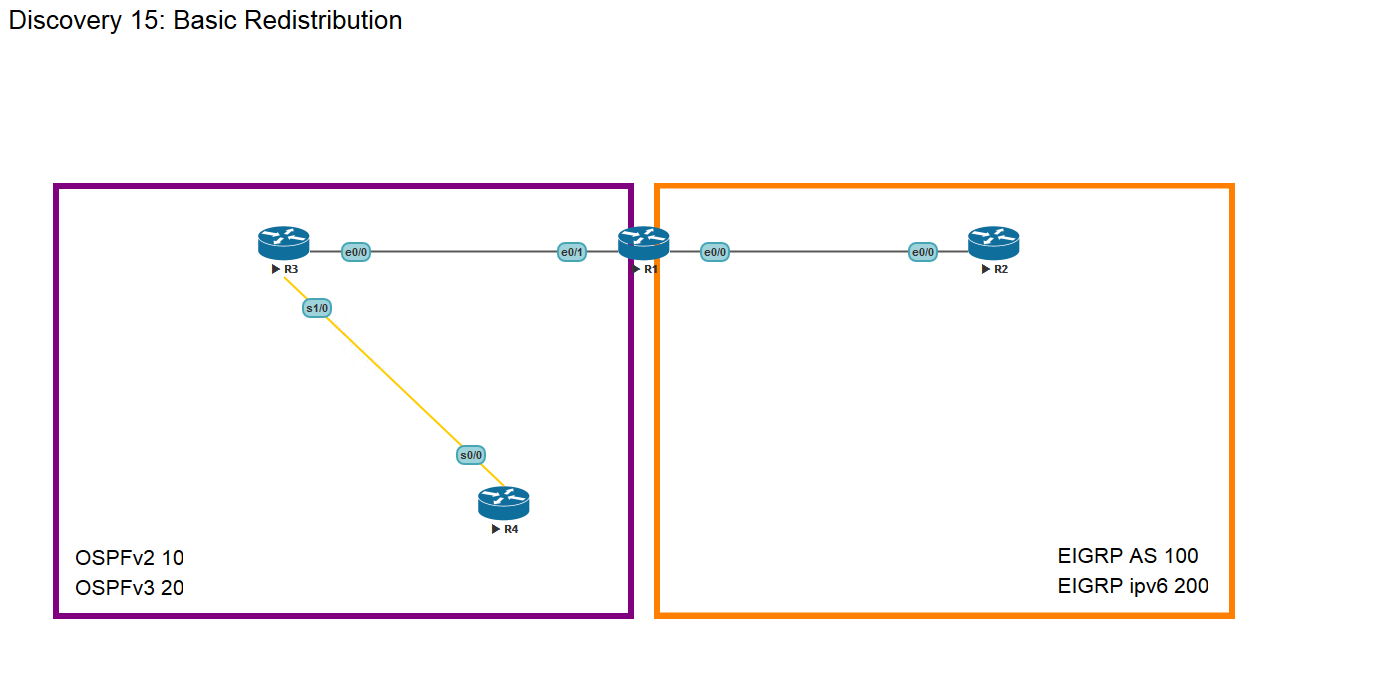 Discovery 15: Basic Redistribution
R3
e0/0
e0/1
R1
e0/0
e0/0
R2
s1/0
s0/0
R4
OSPFv2 10
OSPFv3 20
EIGRP AS 100
EIGRP ipv6 200